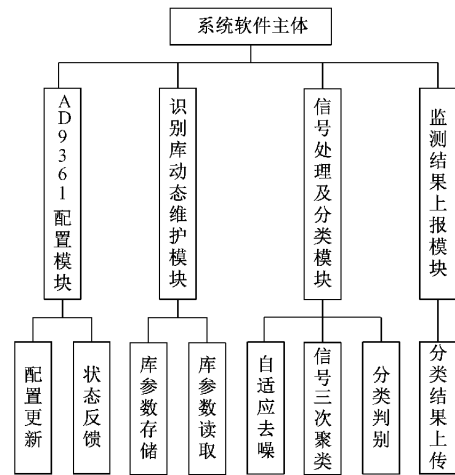 系统软件主体
AD9361配置模块
识别库动态维护模块
信号处理及分类模块
监测结果上报模块
配置更新
状态反馈
库参数存储
库参数读取
自适应去噪
信号三次聚类
分类判别
分类结果上传